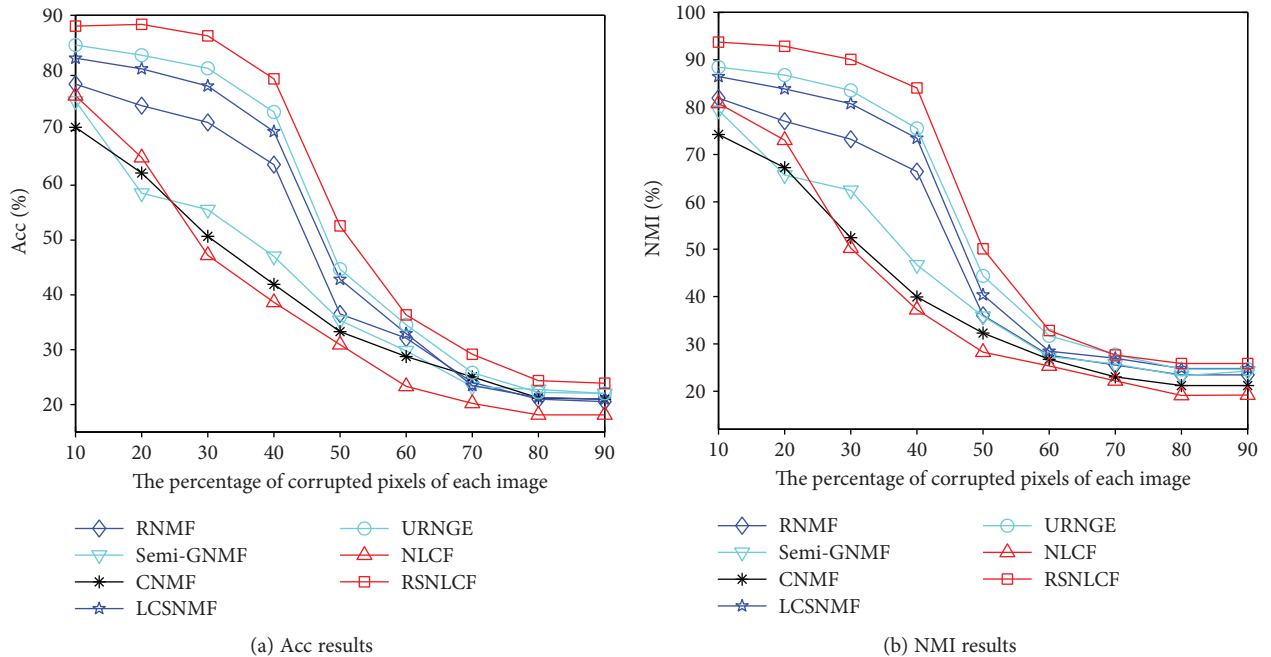 90
80
70
60
50
40
30
20
Acc (%)
10 20 30 40 50 60 70 80 90
The percentage of corrupted pixels of each image
RNMF
Semi-GNMF
CNMF
LCSNMF
URNGE
NLCF
RSNLCF
(a) Acc results
100
90
80
70
60
50
40
30
20
NMI (%)
10 20 30 40 50 60 70 80 90
The percentage of corrupted pixels of each image
RNMF
Semi-GNMF
CNMF
LCSNMF
URNGE
NLCF
RSNLCF
(b) NMI results